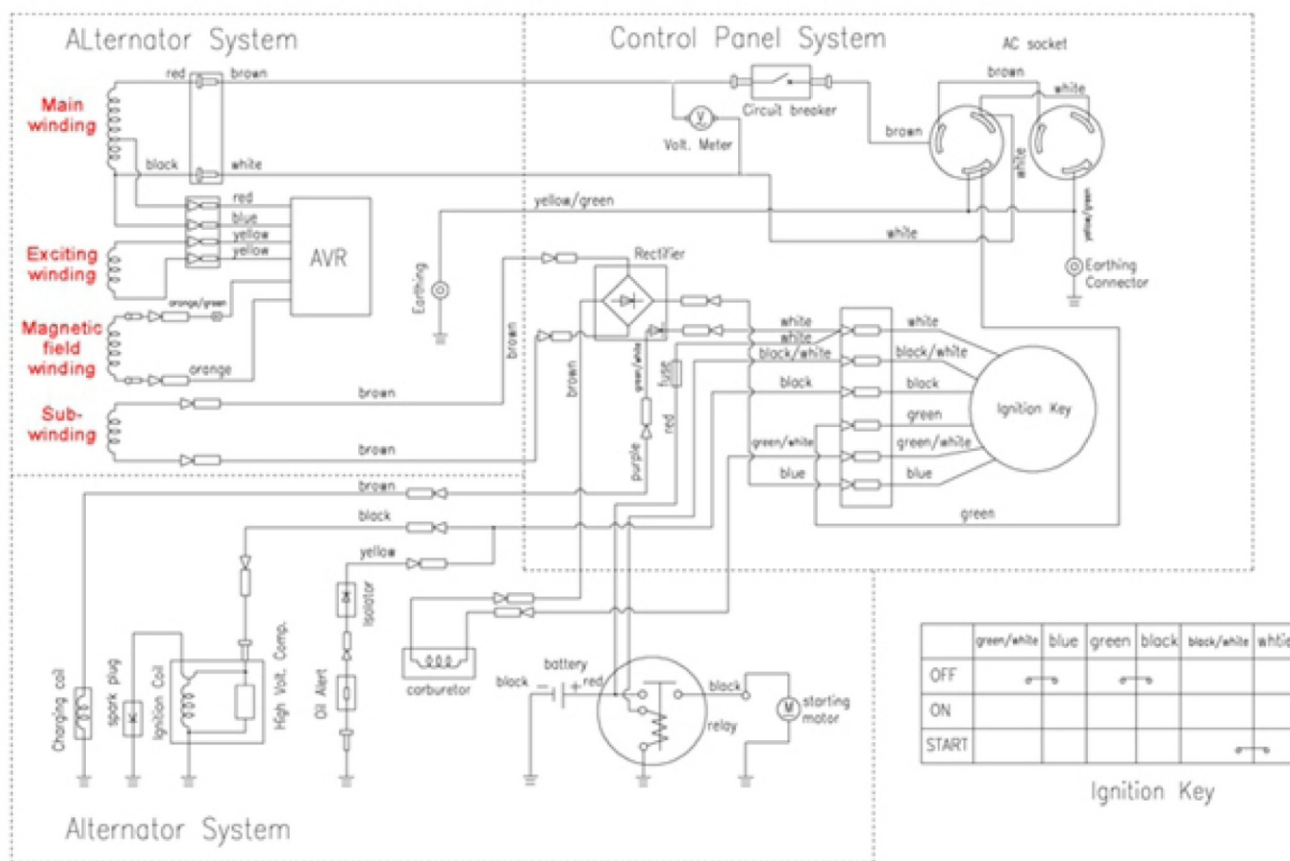 ALternator System
Control Panel System
AC socket
red
brown
brown
white
Main
winding
Circuit breaker
Volt. Meter
V
brown
white
black
white
red
blue
yellow
yellow
AVR
yellow/green
white
yellow/green
Exciting
winding
Rectifier
Earthing
Earthing
Connector
orange/green
Magnetic
field
winding
orange
brown
brown
green/white
fuse
white
white
black/white
black
white
black/white
black
green
green/white
blue
Ignition Key
Sub-
winding
brown
brown
purple
red
green/white
blue
green
brown
black
yellow
Isolator
Charging coil
spark plug
Ignition Coil
High Volt. Comp.
Oil Alert
carburetor
black
battery
- +
red
black
relay
M
starting
motor
green/white blue green black black/white whtie
OFF
ON
START
Ignition Key
Alternator System